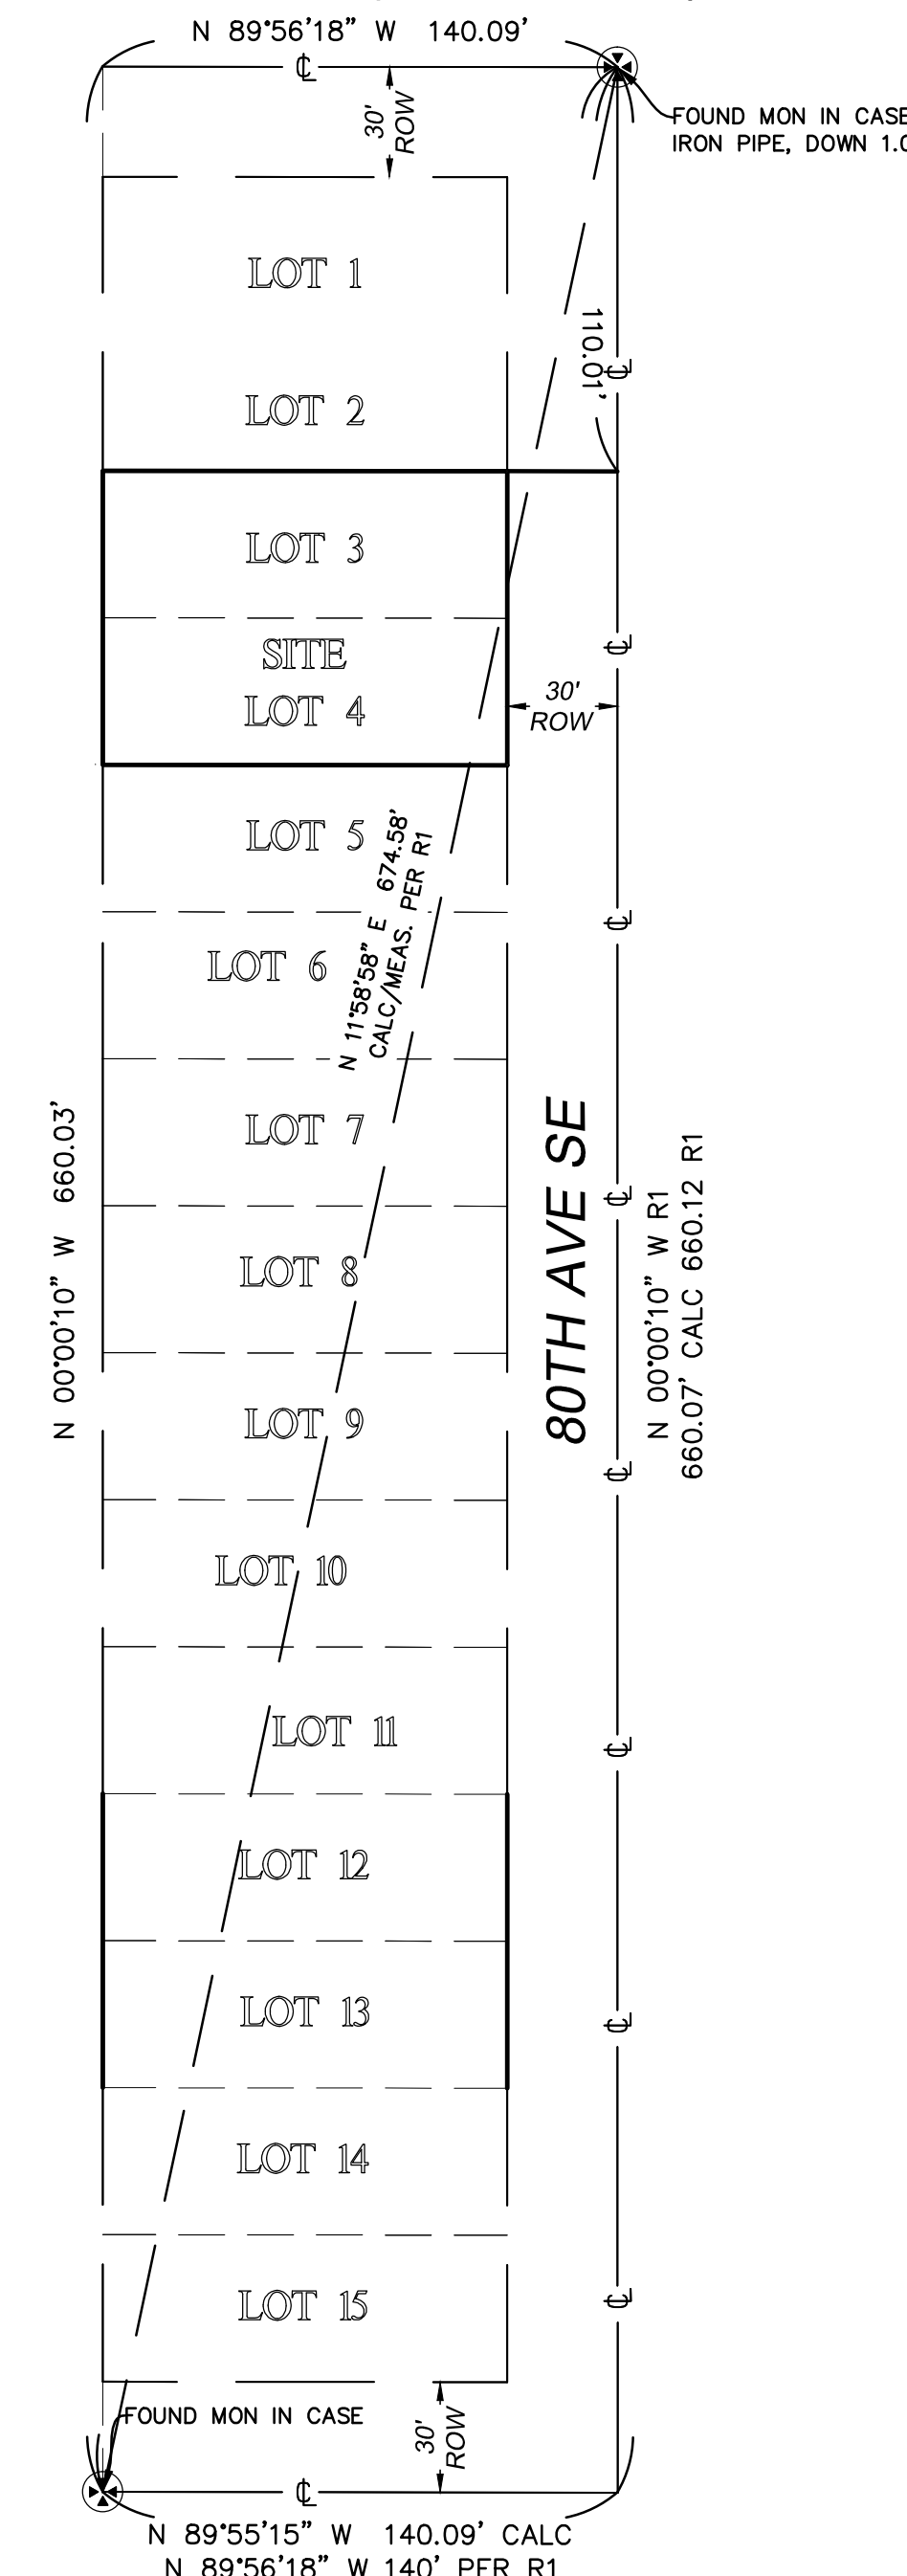 N 89°56'18" W 140.09'
℄
30'
ROW
FOUND MON IN CASE
IRON PIPE, DOWN 1.0
LOT 1
110.01'
℄
LOT 2
LOT 3
SITE
℄
LOT 4
30'
ROW
LOT 5
N 11°58'58" E 674.58'
CALC/MEAS. PER R1
℄
LOT 6
LOT 7
N 00°00'10" W 660.03'
80TH AVE SE
℄
N 00°00'10" W R1
660.07' CALC 660.12 R1
LOT 8
LOT 9
℄
LOT 10
LOT 11
℄
LOT 12
LOT 13
℄
LOT 14
LOT 15
℄
FOUND MON IN CASE
30'
ROW
℄
N 89°55'15" W 140.09' CALC
N 89°56'18" W 140' PER R1